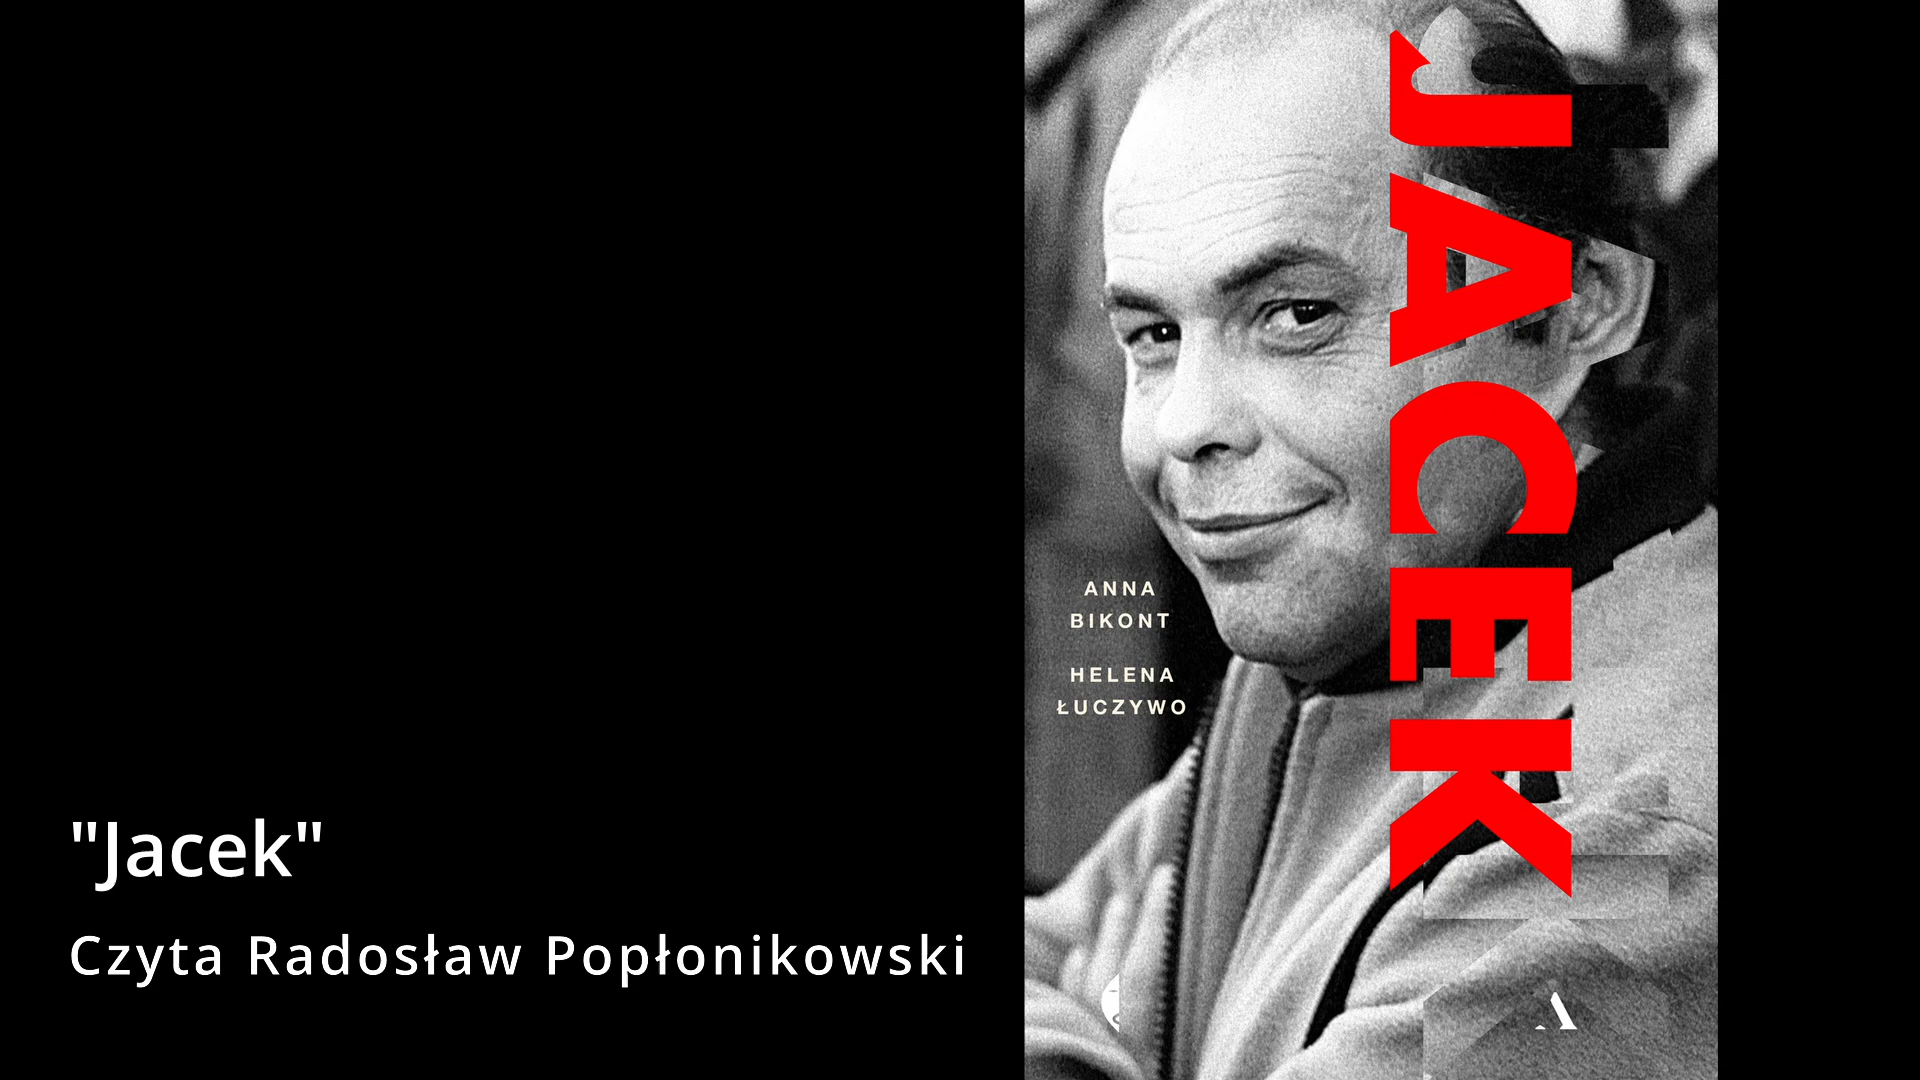 "Jacek"
Czyta Radosław Popłonikowski
JACEK
ANNA
BIKONT
HELENA
ŁUCZYWO